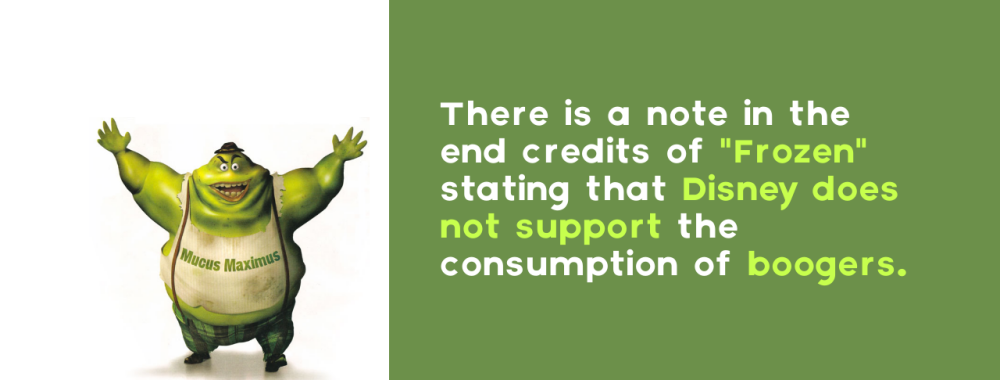 Mucus Maximus
There is a note in the
end credits of "Frozen"
stating that Disney does
not support the
consumption of boogers.